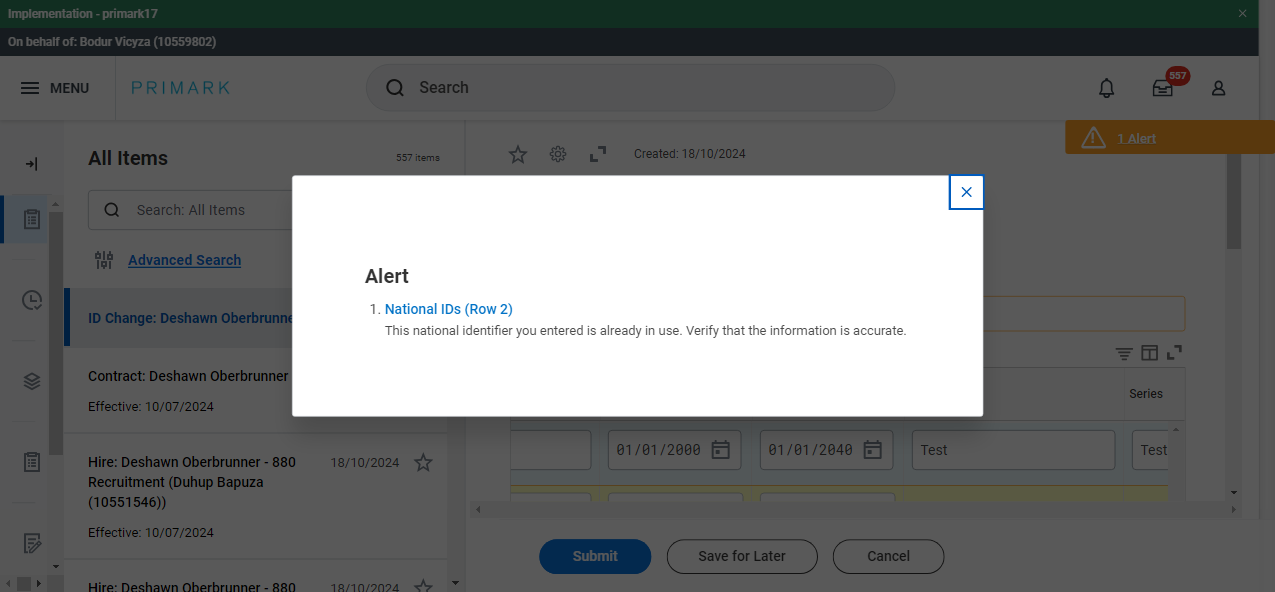 Implementation - primark17
On behalf of: Bodur Vicyza (10559802)
MENU
PRIMARK
Search
557
1 Alert
All Items
557 items
Created: 18/10/2024
Search: All Items
Advanced Search
Alert
1. National IDs (Row 2)
This national identifier you entered is already in use. Verify that the information is accurate.
ID Change: Deshawn Oberbrunne
Contract: Deshawn Oberbrunner
Effective: 10/07/2024
Series
01/01/2000
01/01/2040
Test
Test
Hire: Deshawn Oberbrunner - 880
Recruitment (Duhup Bapuza
(10551546))
18/10/2024
Effective: 10/07/2024
Submit
Save for Later
Cancel
Hire: Deshawn Oberbrunner - 880
18/10/2024